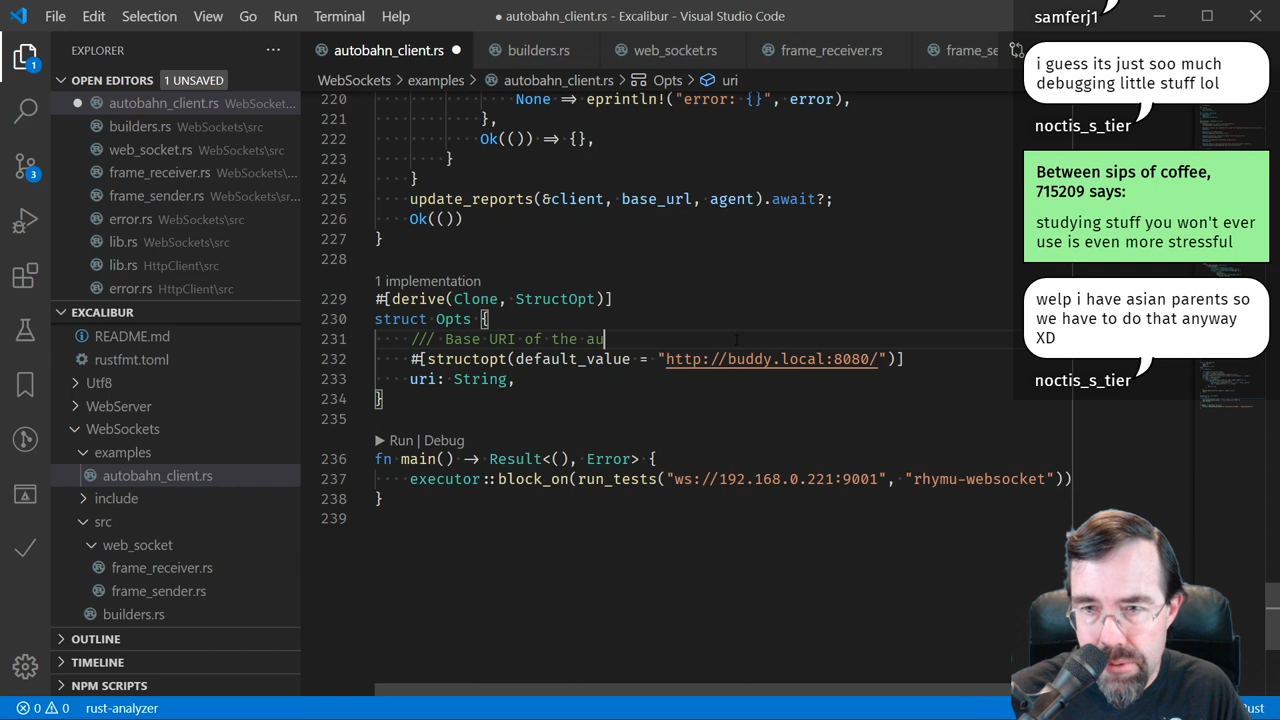 File Edit Selection View Go Run Terminal Help
● autobahn_client.rs - Excalibur - Visual Studio Code
samferj1
EXPLORER
autobahn_client.rs ●
builders.rs
web_socket.rs
frame_receiver.rs
frame_se
OPEN EDITORS 1 UNSAVED
autobahn_client.rs WebSocket...
builders.rs WebSockets\src
web_socket.rs WebSockets\src
frame_receiver.rs WebSockets\src
frame_sender.rs WebSockets\sr...
error.rs WebSockets\src
lib.rs WebSockets\src
lib.rs HttpClient\src
error.rs HttpClient\src
EXCALIBUR
README.md
rustfmt.toml
Utf8
WebServer
WebSockets
examples
autobahn_client.rs
include
src
web_socket
frame_receiver.rs
frame_sender.rs
builders.rs
OUTLINE
TIMELINE
NPM SCRIPTS
1
3
WebSockets > examples > autobahn_client.rs > Opts > uri
220 None => eprintln!("error: {}", error),
221 },
222 Ok(()) => {},
223 }
224 }
225 update_reports(&client, base_url, agent).await?;
226 Ok(())
227 }
228
1 implementation
229 #[derive(Clone, StructOpt)]
230 struct Opts {
231 /// Base URI of the au
232 #[structopt(default_value = "http://buddy.local:8080/")]
233 uri: String,
234 }
235
▶ Run | Debug
236 fn main() -> Result<(), Error> {
237 executor::block_on(run_tests("ws://192.168.0.221:9001", "rhymu-websocket"))
238 }
239
i guess its just soo much
debugging little stuff lol
noctis_s_tier
Between sips of coffee,
715209 says:
studying stuff you won't ever
use is even more stressful
welp i have asian parents so
we have to do that anyway
XD
noctis_s_tier
0 0 rust-analyzer